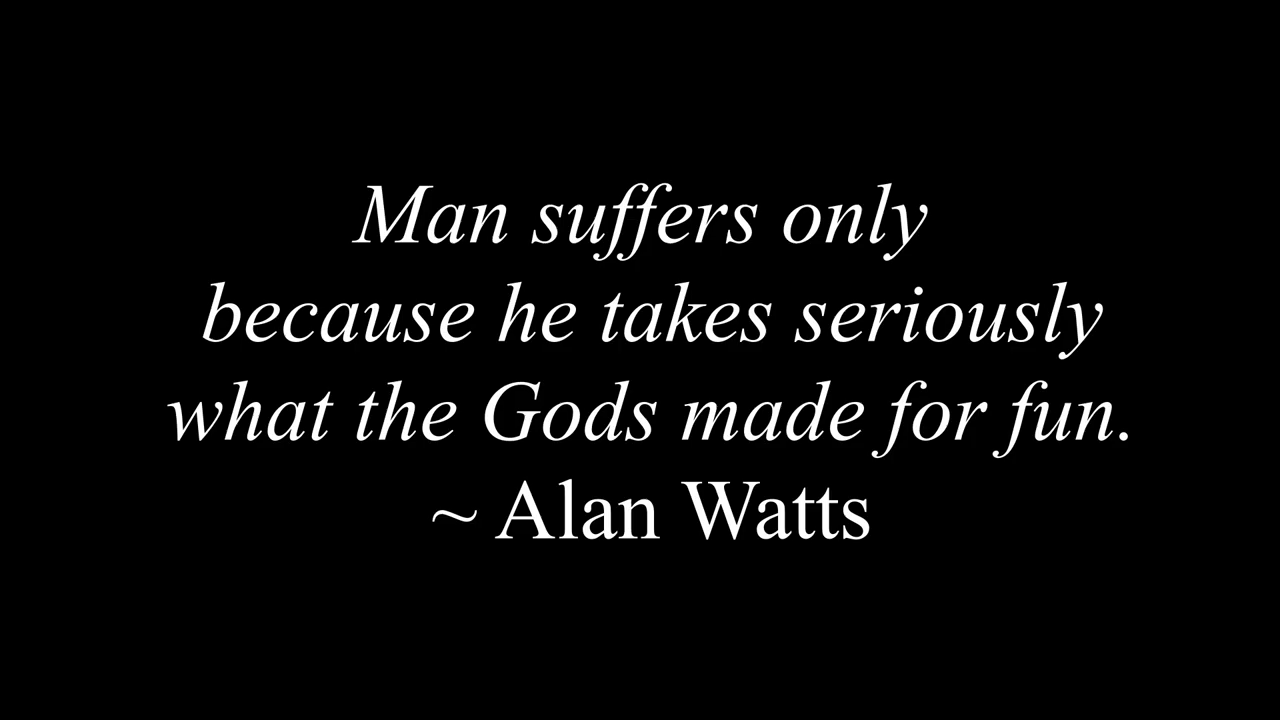 Man suffers only
because he takes seriously
what the Gods made for fun.
~ Alan Watts